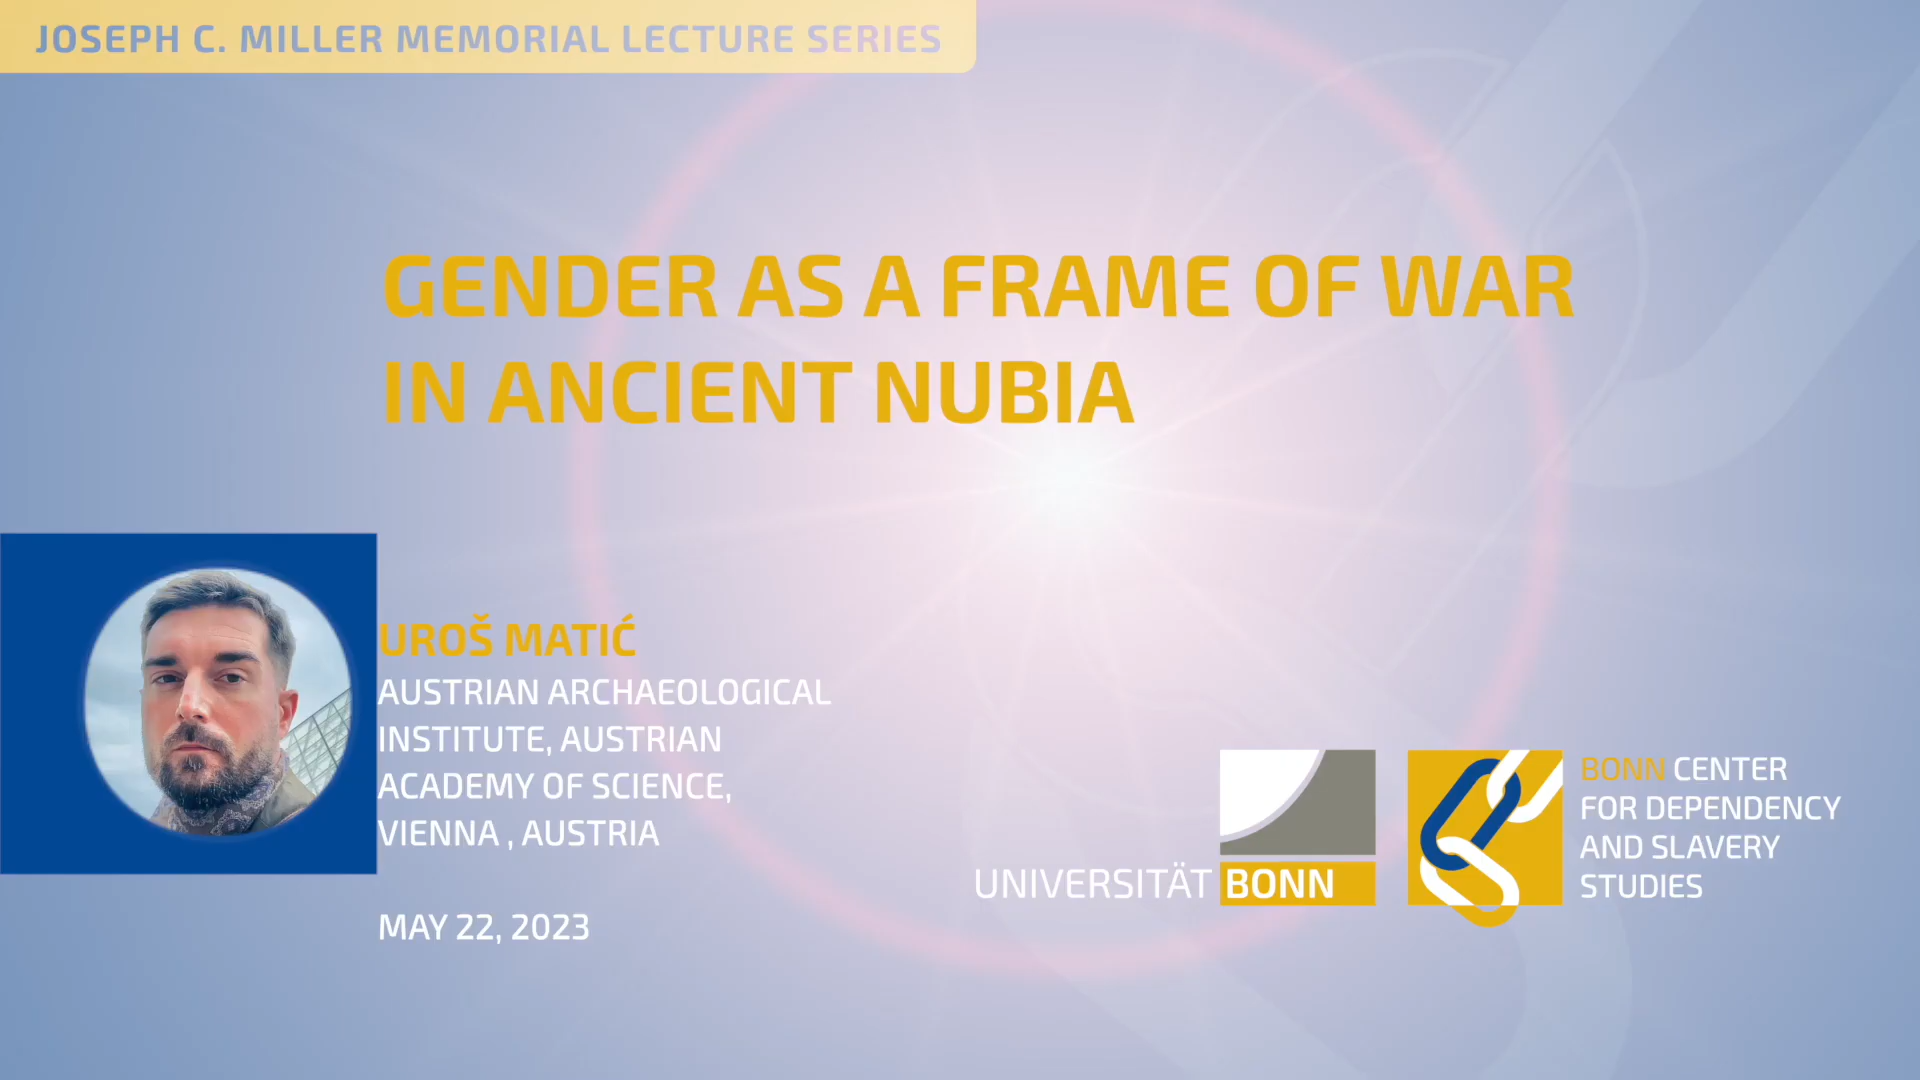 JOSEPH C. MILLER MEMORIAL LECTURE SERIES
GENDER AS A FRAME OF WAR
IN ANCIENT NUBIA
UROŠ MATIĆ
AUSTRIAN ARCHAEOLOGICAL
INSTITUTE, AUSTRIAN
ACADEMY OF SCIENCE,
VIENNA , AUSTRIA
MAY 22, 2023
UNIVERSITÄT BONN
BONN CENTER
FOR DEPENDENCY
AND SLAVERY
STUDIES